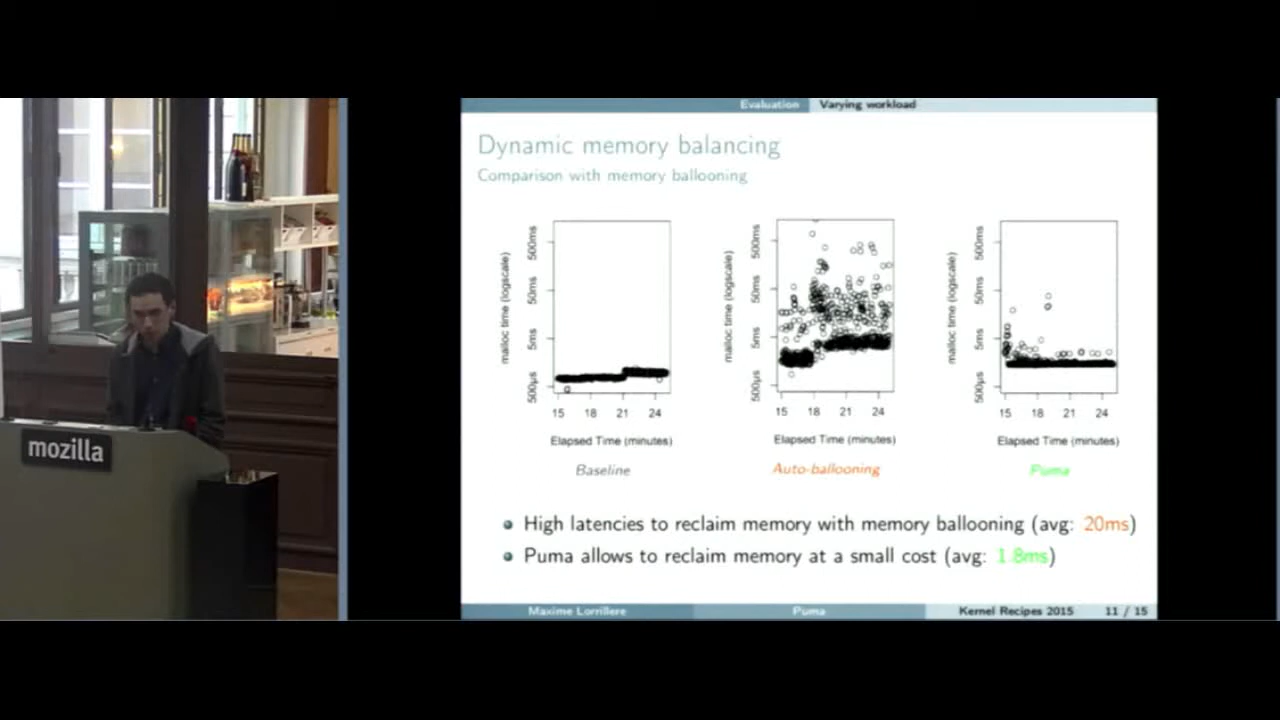 mozilla
Evaluation Varying workload
Dynamic memory balancing
Comparison with memory ballooning
malloc time (logscale)
500ms
50ms
5ms
500µs
15 18 21 24
Elapsed Time (minutes)
Baseline
malloc time (logscale)
500ms
50ms
5ms
500µs
15 18 21 24
Elapsed Time (minutes)
Auto-ballooning
malloc time (logscale)
500ms
50ms
5ms
500µs
15 18 21 24
Elapsed Time (minutes)
Puma
High latencies to reclaim memory with memory ballooning (avg: 20ms)
Puma allows to reclaim memory at a small cost (avg: 1.8ms)
Maxime Lorrillere Puma Kernel Recipes 2015 11 / 15